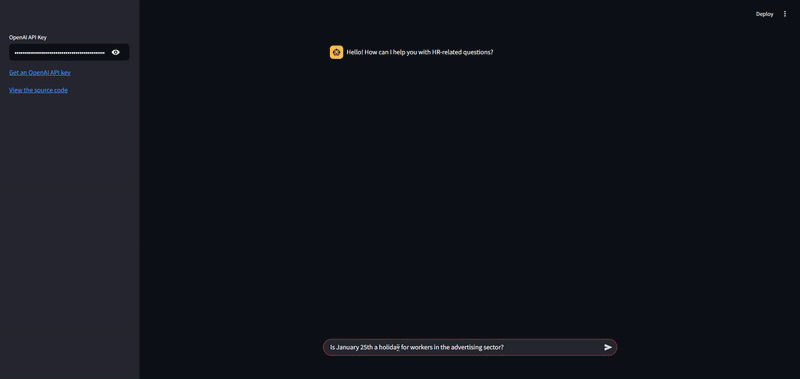 Deploy
OpenAI API Key
Hello! How can I help you with HR-related questions?
Get an OpenAI API key
View the source code
Is January 25th a holiday for workers in the advertising sector?